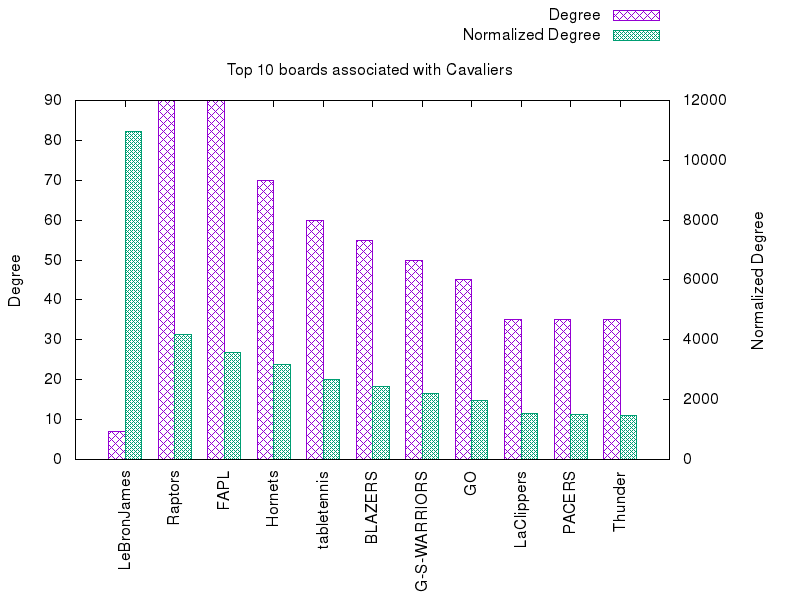 Degree
Normalized Degree
Top 10 boards associated with Cavaliers
90
80
70
60
50
40
30
20
10
0
Degree
12000
10000
8000
6000
4000
2000
0
Normalized Degree
LeBronJames
Raptors
FAPL
Hornets
tabletennis
BLAZERS
G-S-WARRIORS
GO
LaClippers
PACERS
Thunder